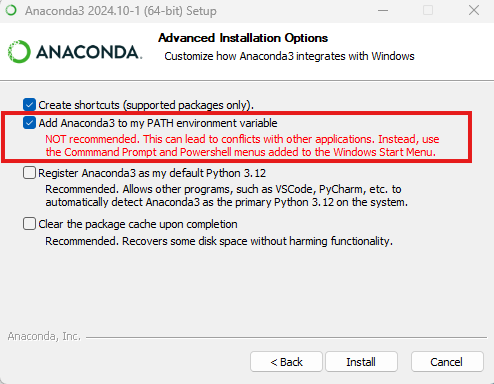 Anaconda3 2024.10-1 (64-bit) Setup
ANACONDA.
Advanced Installation Options
Customize how Anaconda3 integrates with Windows
Create shortcuts (supported packages only).
Add Anaconda3 to my PATH environment variable
NOT recommended. This can lead to conflicts with other applications. Instead, use
the Commmand Prompt and Powershell menus added to the Windows Start Menu.
Register Anaconda3 as my default Python 3.12
Recommended. Allows other programs, such as VSCode, PyCharm, etc. to
automatically detect Anaconda3 as the primary Python 3.12 on the system.
Clear the package cache upon completion
Recommended. Recovers some disk space without harming functionality.
Anaconda, Inc.
< Back
Install
Cancel